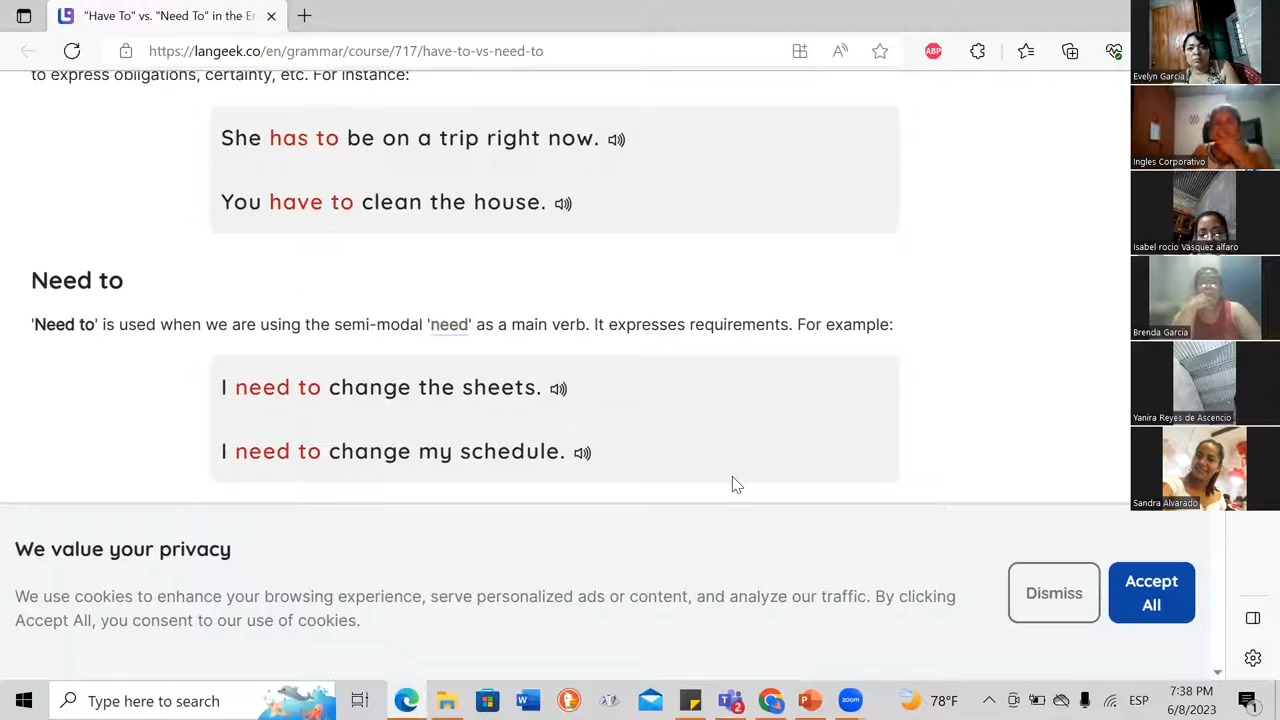 "Have To" vs. "Need To" in the Er
https://langeek.co/en/grammar/course/717/have-to-vs-need-to
ABP
to express obligations, certainty, etc. For instance:
She has to be on a trip right now.
You have to clean the house.
Need to
'Need to' is used when we are using the semi-modal 'need' as a main verb. It expresses requirements. For example:
I need to change the sheets.
I need to change my schedule.
We value your privacy
We use cookies to enhance your browsing experience, serve personalized ads or content, and analyze our traffic. By clicking
Accept All, you consent to our use of cookies.
Dismiss
Accept
All
Evelyn García
Ingles Corporativo
Isabel rocio Vásquez alfaro
Brenda Garcia
Yanira Reyes de Ascencio
Sandra Alvarado
Type here to search
2
zoom
78°F
ESP
7:38 PM
6/8/2023
1